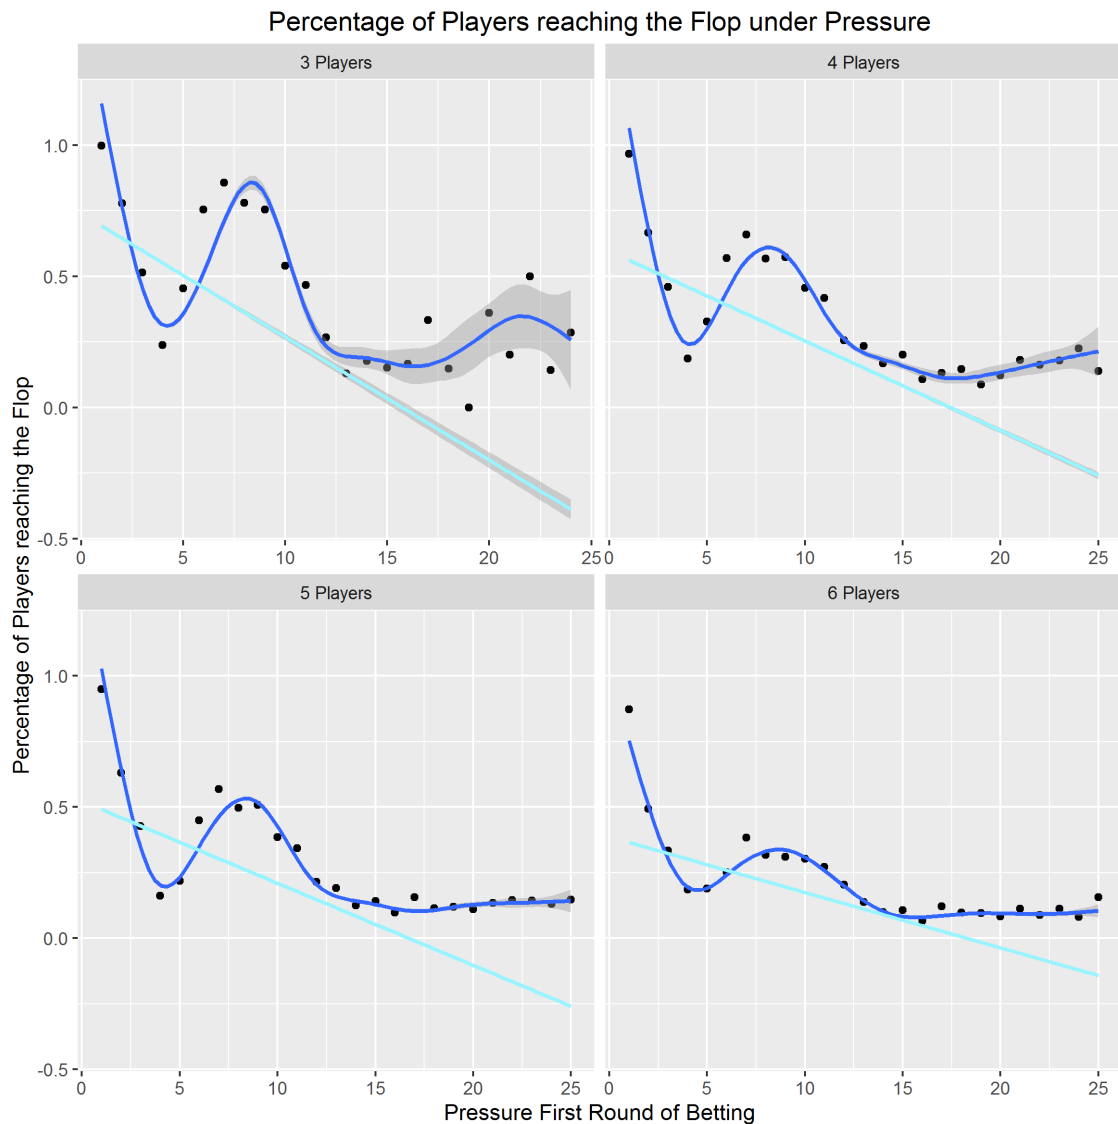 Percentage of Players reaching the Flop under Pressure
3 Players
4 Players
1.0
0.5
0.0
-0.5
0 5 10 15 20 25
0 5 10 15 20 25
5 Players
6 Players
1.0
0.5
0.0
-0.5
0 5 10 15 20 25
0 5 10 15 20 25
Percentage of Players reaching the Flop
Pressure First Round of Betting